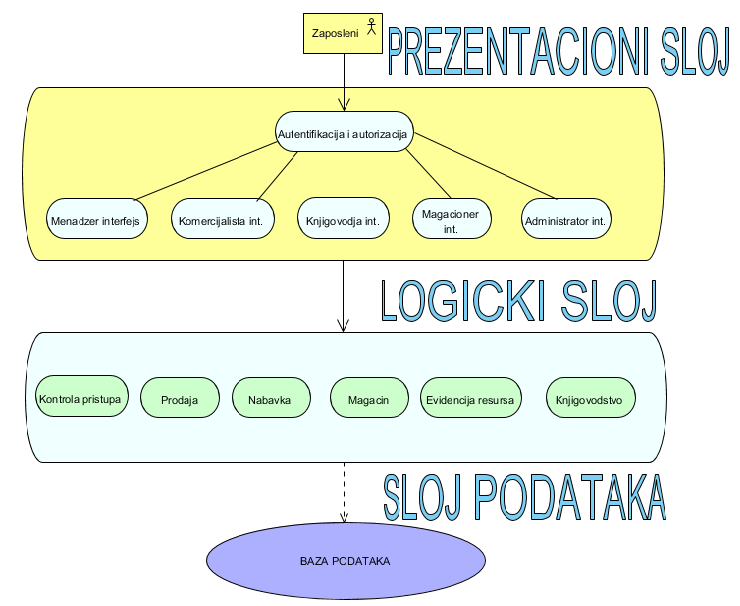 Zaposleni
PREZENTACIONI SLOJ
Autentifikacija i autorizacija
Menadzer interfejs
Komercijalista int.
Knjigovodja int.
Magacioner
int.
Administrator int.
LOGICKI SLOJ
Kontrola pristupa
Prodaja
Nabavka
Magacin
Evidencija resursa
Knjigovodstvo
SLOJ PODATAKA
BAZA PODATAKA